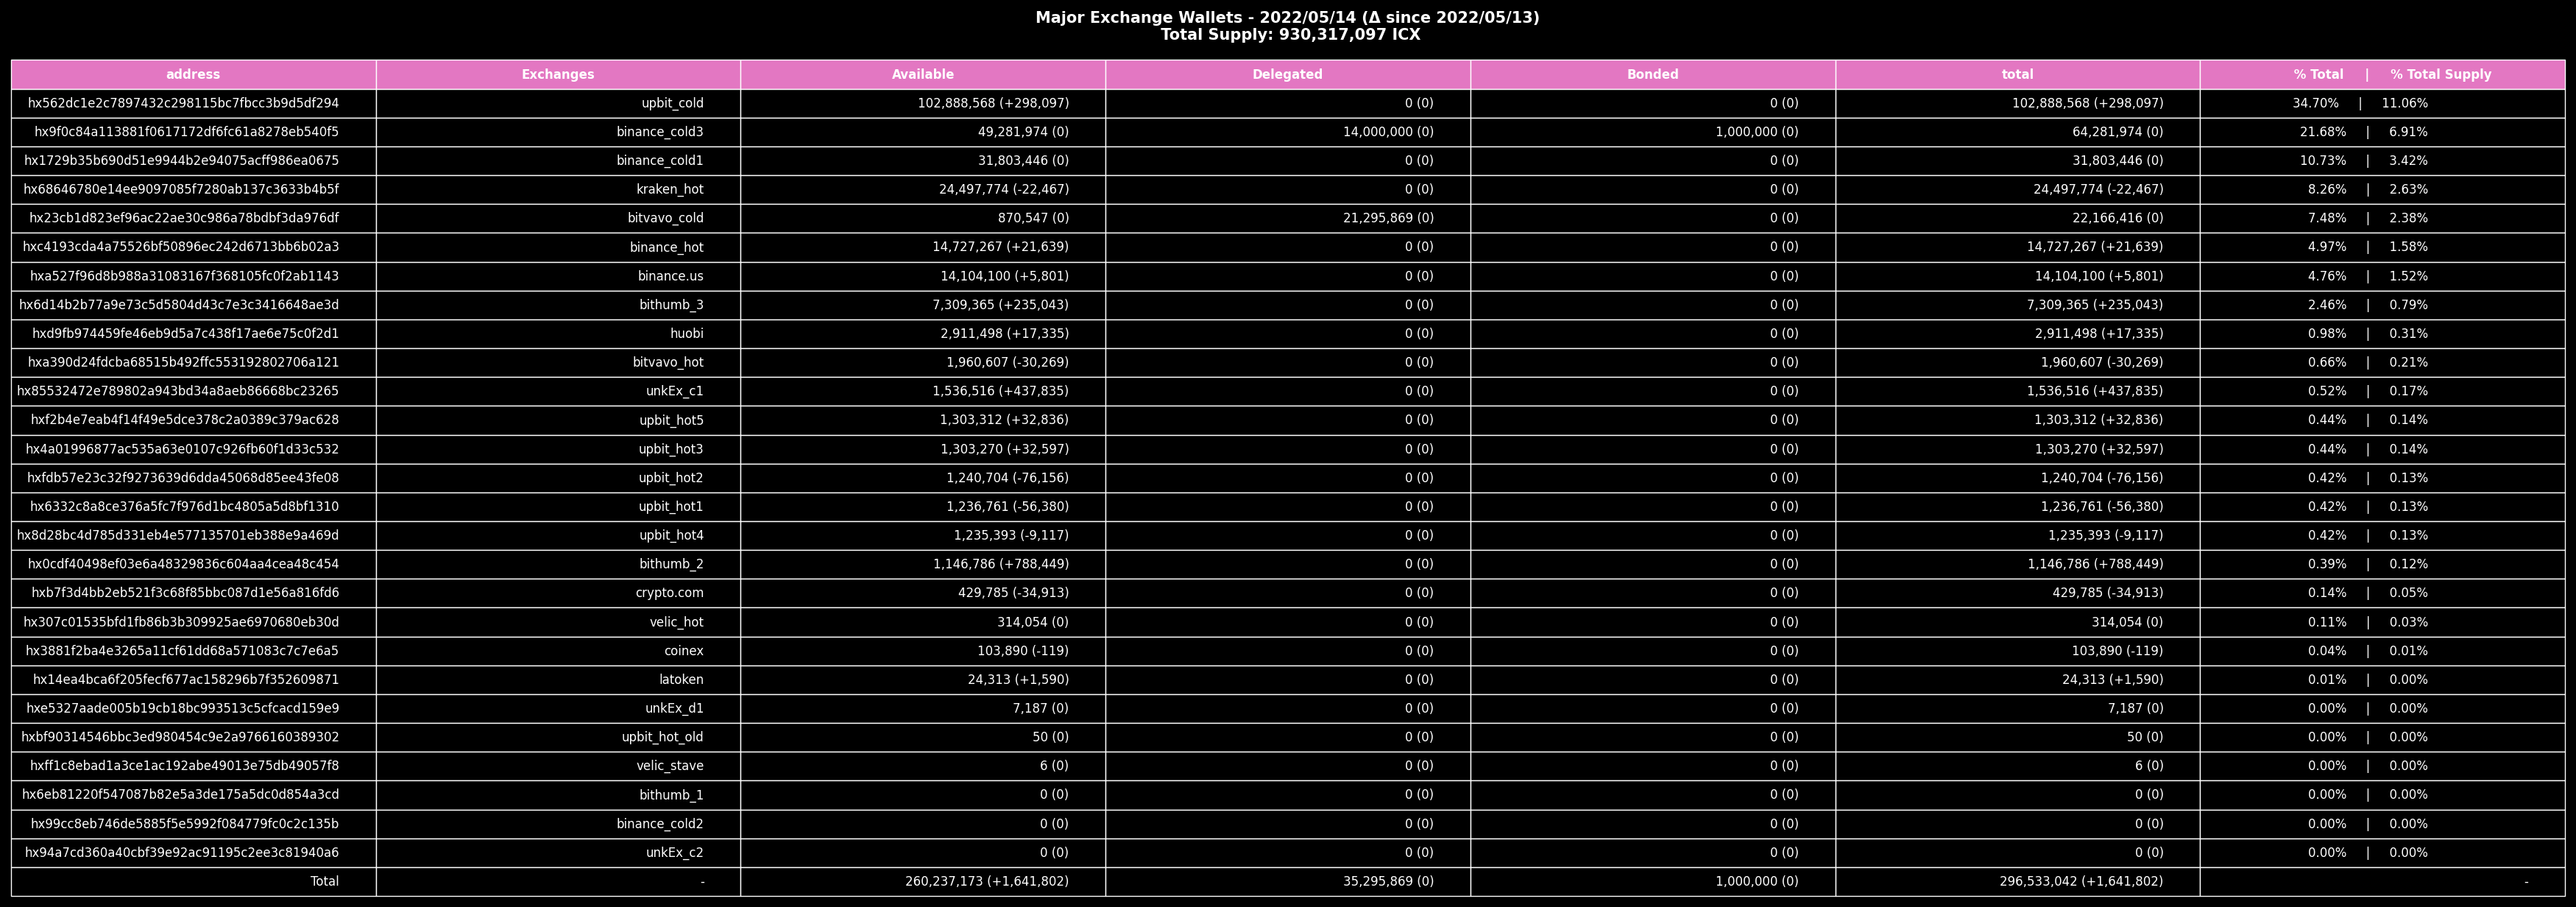 Major Exchange Wallets - 2022/05/14 (Δ since 2022/05/13)
Total Supply: 930,317,097 ICX
address Exchanges Available Delegated Bonded total % Total | % Total Supply
hx562dc1e2c7897432c298115bc7fbcc3b9d5df294 upbit_cold 102,888,568 (+298,097) 0 (0) 0 (0) 102,888,568 (+298,097) 34.70% | 11.06%
hx9f0c84a113881f0617172df6fc61a8278eb540f5 binance_cold3 49,281,974 (0) 14,000,000 (0) 1,000,000 (0) 64,281,974 (0) 21.68% | 6.91%
hx1729b35b690d51e9944b2e94075acff986ea0675 binance_cold1 31,803,446 (0) 0 (0) 0 (0) 31,803,446 (0) 10.73% | 3.42%
hx68646780e14ee9097085f7280ab137c3633b4b5f kraken_hot 24,497,774 (-22,467) 0 (0) 0 (0) 24,497,774 (-22,467) 8.26% | 2.63%
hx23cb1d823ef96ac22ae30c986a78bdbf3da976df bitvavo_cold 870,547 (0) 21,295,869 (0) 0 (0) 22,166,416 (0) 7.48% | 2.38%
hxc4193cda4a75526bf50896ec242d6713bb6b02a3 binance_hot 14,727,267 (+21,639) 0 (0) 0 (0) 14,727,267 (+21,639) 4.97% | 1.58%
hxa527f96d8b988a31083167f368105fc0f2ab1143 binance.us 14,104,100 (+5,801) 0 (0) 0 (0) 14,104,100 (+5,801) 4.76% | 1.52%
hx6d14b2b77a9e73c5d5804d43c7e3c3416648ae3d bithumb_3 7,309,365 (+235,043) 0 (0) 0 (0) 7,309,365 (+235,043) 2.46% | 0.79%
hxd9fb974459fe46eb9d5a7c438f17ae6e75c0f2d1 huobi 2,911,498 (+17,335) 0 (0) 0 (0) 2,911,498 (+17,335) 0.98% | 0.31%
hxa390d24fdcba68515b492ffc553192802706a121 bitvavo_hot 1,960,607 (-30,269) 0 (0) 0 (0) 1,960,607 (-30,269) 0.66% | 0.21%
hx85532472e789802a943bd34a8aeb86668bc23265 unkEx_c1 1,536,516 (+437,835) 0 (0) 0 (0) 1,536,516 (+437,835) 0.52% | 0.17%
hxf2b4e7eab4f14f49e5dce378c2a0389c379ac628 upbit_hot5 1,303,312 (+32,836) 0 (0) 0 (0) 1,303,312 (+32,836) 0.44% | 0.14%
hx4a01996877ac535a63e0107c926fb60f1d33c532 upbit_hot3 1,303,270 (+32,597) 0 (0) 0 (0) 1,303,270 (+32,597) 0.44% | 0.14%
hxfdb57e23c32f9273639d6dda45068d85ee43fe08 upbit_hot2 1,240,704 (-76,156) 0 (0) 0 (0) 1,240,704 (-76,156) 0.42% | 0.13%
hx6332c8a8ce376a5fc7f976d1bc4805a5d8bf1310 upbit_hot1 1,236,761 (-56,380) 0 (0) 0 (0) 1,236,761 (-56,380) 0.42% | 0.13%
hx8d28bc4d785d331eb4e577135701eb388e9a469d upbit_hot4 1,235,393 (-9,117) 0 (0) 0 (0) 1,235,393 (-9,117) 0.42% | 0.13%
hx0cdf40498ef03e6a48329836c604aa4cea48c454 bithumb_2 1,146,786 (+788,449) 0 (0) 0 (0) 1,146,786 (+788,449) 0.39% | 0.12%
hxb7f3d4bb2eb521f3c68f85bbc087d1e56a816fd6 crypto.com 429,785 (-34,913) 0 (0) 0 (0) 429,785 (-34,913) 0.14% | 0.05%
hx307c01535bfd1fb86b3b309925ae6970680eb30d velic_hot 314,054 (0) 0 (0) 0 (0) 314,054 (0) 0.11% | 0.03%
hx3881f2ba4e3265a11cf61dd68a571083c7c7e6a5 coinex 103,890 (-119) 0 (0) 0 (0) 103,890 (-119) 0.04% | 0.01%
hx14ea4bca6f205fecf677ac158296b7f352609871 latoken 24,313 (+1,590) 0 (0) 0 (0) 24,313 (+1,590) 0.01% | 0.00%
hxe5327aade005b19cb18bc993513c5cfcacd159e9 unkEx_d1 7,187 (0) 0 (0) 0 (0) 7,187 (0) 0.00% | 0.00%
hxbf90314546bbc3ed980454c9e2a9766160389302 upbit_hot_old 50 (0) 0 (0) 0 (0) 50 (0) 0.00% | 0.00%
hxff1c8ebad1a3ce1ac192abe49013e75db49057f8 velic_stave 6 (0) 0 (0) 0 (0) 6 (0) 0.00% | 0.00%
hx6eb81220f547087b82e5a3de175a5dc0d854a3cd bithumb_1 0 (0) 0 (0) 0 (0) 0 (0) 0.00% | 0.00%
hx99cc8eb746de5885f5e5992f084779fc0c2c135b binance_cold2 0 (0) 0 (0) 0 (0) 0 (0) 0.00% | 0.00%
hx94a7cd360a40cbf39e92ac91195c2ee3c81940a6 unkEx_c2 0 (0) 0 (0) 0 (0) 0 (0) 0.00% | 0.00%
Total - 260,237,173 (+1,641,802) 35,295,869 (0) 1,000,000 (0) 296,533,042 (+1,641,802) -